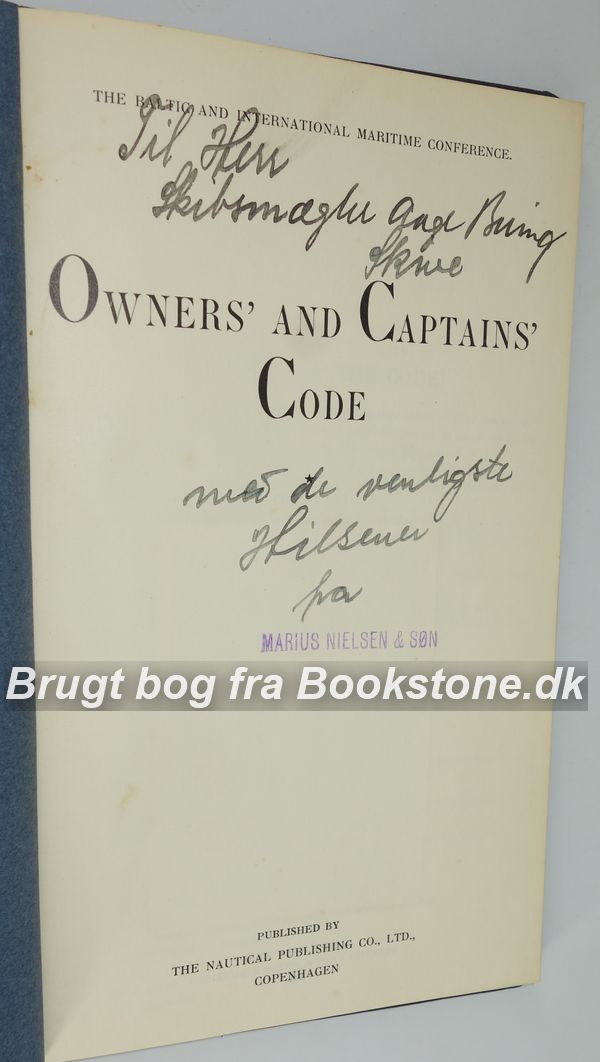 THE BALTIC AND INTERNATIONAL MARITIME CONFERENCE.
Til Herr
Skibsmægler Aage
Skive
OWNERS' AND CAPTAINS'
CODE
med de venligste
Hilsener
fra
MARIUS NIELSEN & SØN
Brugt bog fra Bookstone.dk
PUBLISHED BY
THE NAUTICAL PUBLISHING CO., LTD.,
COPENHAGEN